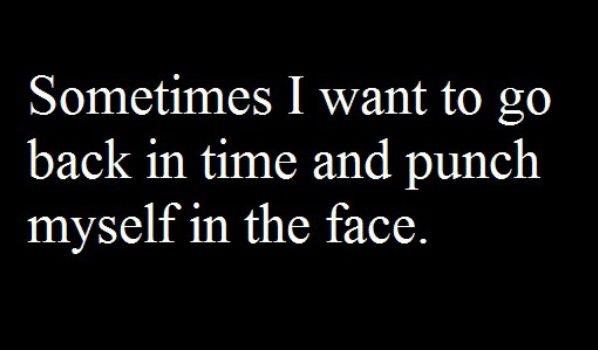 Sometimes I want to go
back in time and punch
myself in the face.